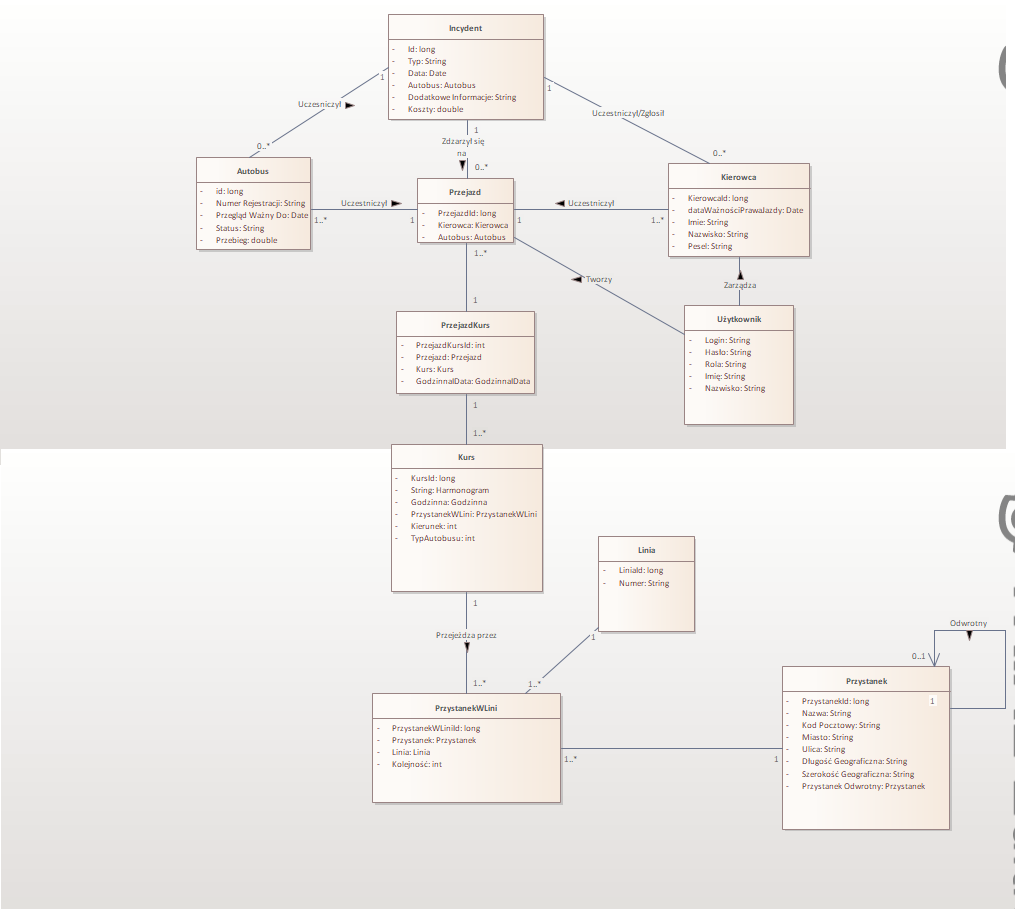 Incydent
- Id: long
- Typ: String
- Data: Date
- Autobus: Autobus
- Dodatkowe Informacje: String
- Koszty: double
1
1
Uczesniczył
Uczestniczył/Zgłosił
1
Zdzarzył się
na
0..*
0..*
0..*
Autobus
- id: long
- Numer Rejestracji: String
- Przegląd Ważny Do: Date
- Status: String
- Przebieg: double
Uczestniczył
1..*
1
Przejazd
- PrzejazdId: long
- Kierowca: Kierowca
- Autobus: Autobus
Uczestniczył
1
1..*
Kierowca
- KierowcaId: long
- dataWażnościPrawaJazdy: Date
- Imie: String
- Nazwisko: String
- Pesel: String
1..*
1
Tworzy
Zarządza
Użytkownik
- Login: String
- Hasło: String
- Rola: String
- Imię: String
- Nazwisko: String
PrzejazdKurs
- PrzejazdKursId: int
- Przejazd: Przejazd
- Kurs: Kurs
- GodzinnaIData: GodzinnaIData
1
1..*
Kurs
- KursId: long
- String: Harmonogram
- Godzinna: Godzinna
- PrzystanekWLini: PrzystanekWLini
- Kierunek: int
- TypAutobusu: int
1
Przejeżdza przez
1..*
Linia
- LiniaId: long
- Numer: String
1
1..*
PrzystanekWLini
- PrzystanekWLiniId: long
- Przystanek: Przystanek
- Linia: Linia
- Kolejność: int
1..*
1
Odwrotny
0..1
Przystanek
- PrzystanekId: long
1
- Nazwa: String
- Kod Pocztowy: String
- Miasto: String
- Ulica: String
- Długość Geograficzna: String
- Szerokość Geograficzna: String
- Przystanek Odwrotny: Przystanek